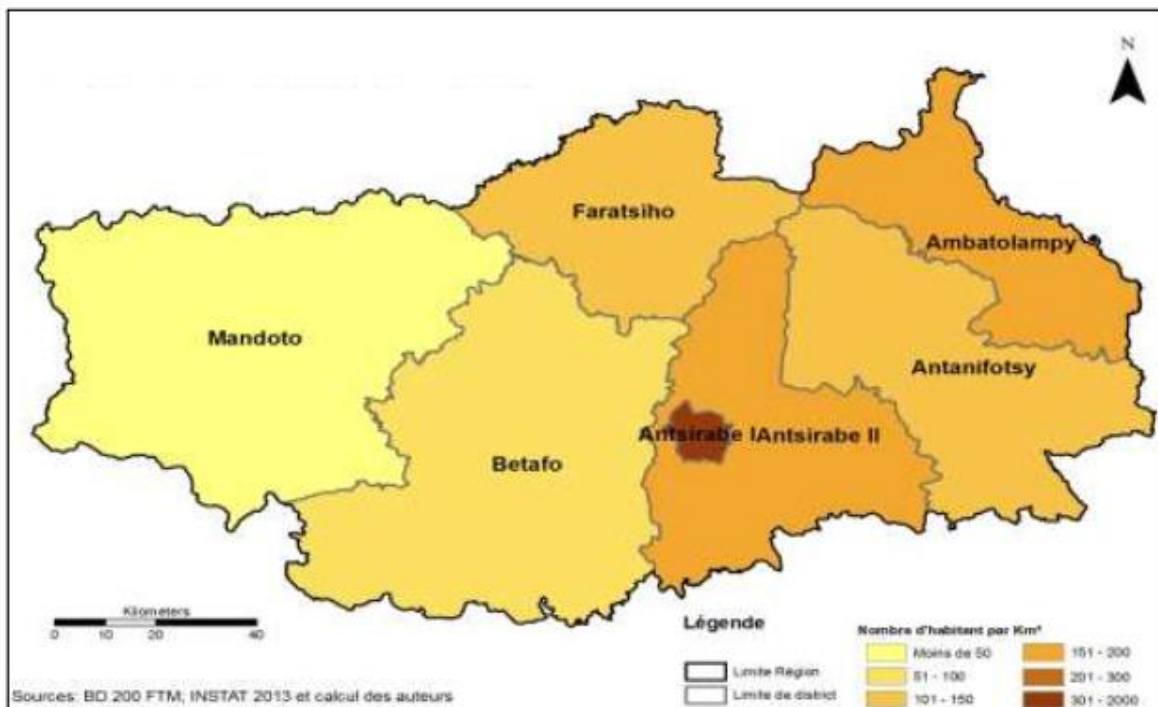 N
Faratsiho
Ambatolampy
Mandoto
Antanifotsy
Antsirabe I Antsirabe II
Betafo
Kilometers
0 10 20 40
Légende
Limite Région
Limite de district
Nombre d'habitant par Km²
Moins de 50
51 - 100
101 - 150
151 - 200
201 - 300
301 - 2000
Sources: BD 200 FTM; INSTAT 2013 et calcul des auteurs